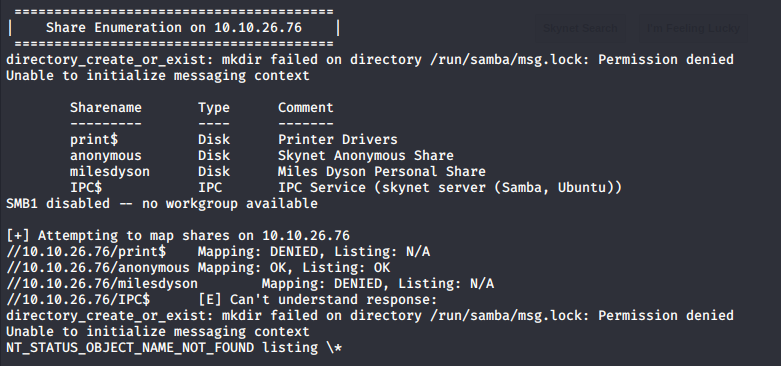 =========================================
|    Share Enumeration on 10.10.26.76    |
=========================================
Skynet Search
I'm Feeling Lucky
directory_create_or_exist: mkdir failed on directory /run/samba/msg.lock: Permission denied
Unable to initialize messaging context
Sharename       Type      Comment
---------       ----      -------
print$          Disk      Printer Drivers
anonymous       Disk      Skynet Anonymous Share
milesdyson      Disk      Miles Dyson Personal Share
IPC$            IPC       IPC Service (skynet server (Samba, Ubuntu))
SMB1 disabled -- no workgroup available
[+] Attempting to map shares on 10.10.26.76
//10.10.26.76/print$    Mapping: DENIED, Listing: N/A
//10.10.26.76/anonymous Mapping: OK, Listing: OK
//10.10.26.76/milesdyson        Mapping: DENIED, Listing: N/A
//10.10.26.76/IPC$      [E] Can't understand response:
directory_create_or_exist: mkdir failed on directory /run/samba/msg.lock: Permission denied
Unable to initialize messaging context
NT_STATUS_OBJECT_NAME_NOT_FOUND listing \*